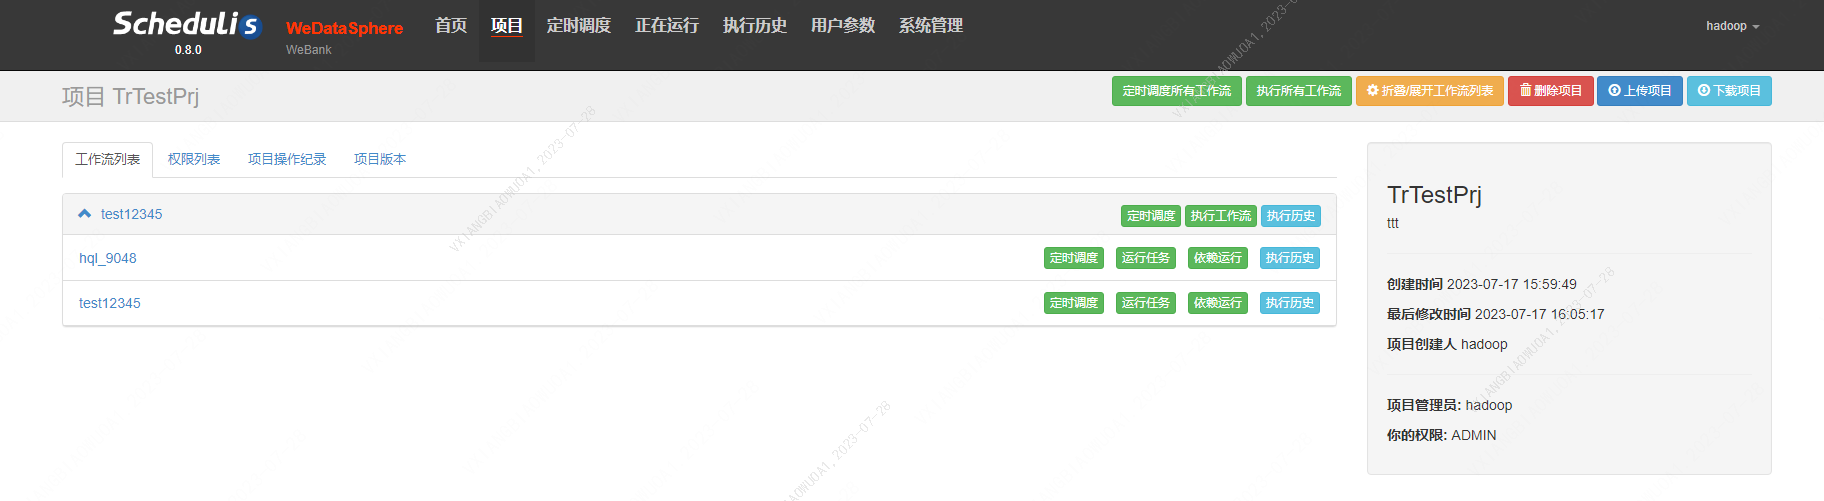 Schedulis
0.8.0
WeDataSphere
WeBank
首页 项目 定时调度 正在运行 执行历史 用户参数 系统管理
hadoop
项目 TrTestPrj
定时调度所有工作流 执行所有工作流 折叠/展开工作流列表 删除项目 上传项目 下载项目
工作流列表 权限列表 项目操作纪录 项目版本
test12345 定时调度 执行工作流 执行历史
hql_9048 定时调度 运行任务 依赖运行 执行历史
test12345 定时调度 运行任务 依赖运行 执行历史
TrTestPrj
ttt
创建时间 2023-07-17 15:59:49
最后修改时间 2023-07-17 16:05:17
项目创建人 hadoop
项目管理员: hadoop
你的权限: ADMIN